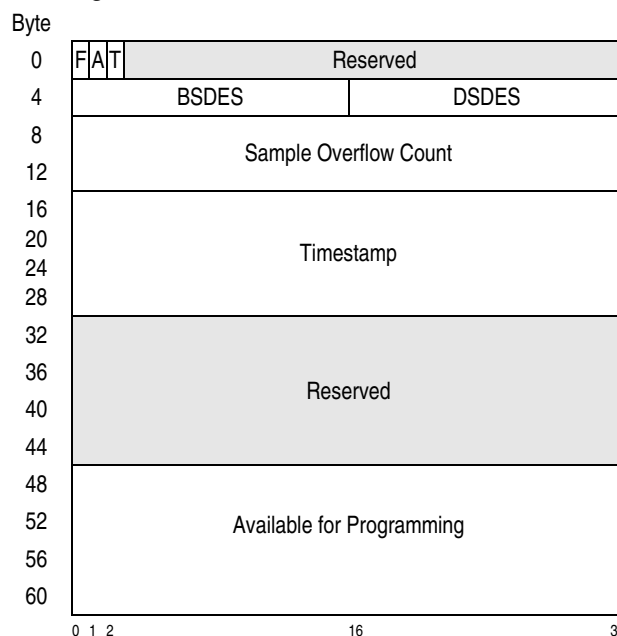 Byte
0 F A T Reserved
4 BSDES DSDES
8
Sample Overflow Count
12
16
20
Timestamp
24
28
32
36
Reserved
40
44
48
52 Available for Programming
56
60
0 1 2 16